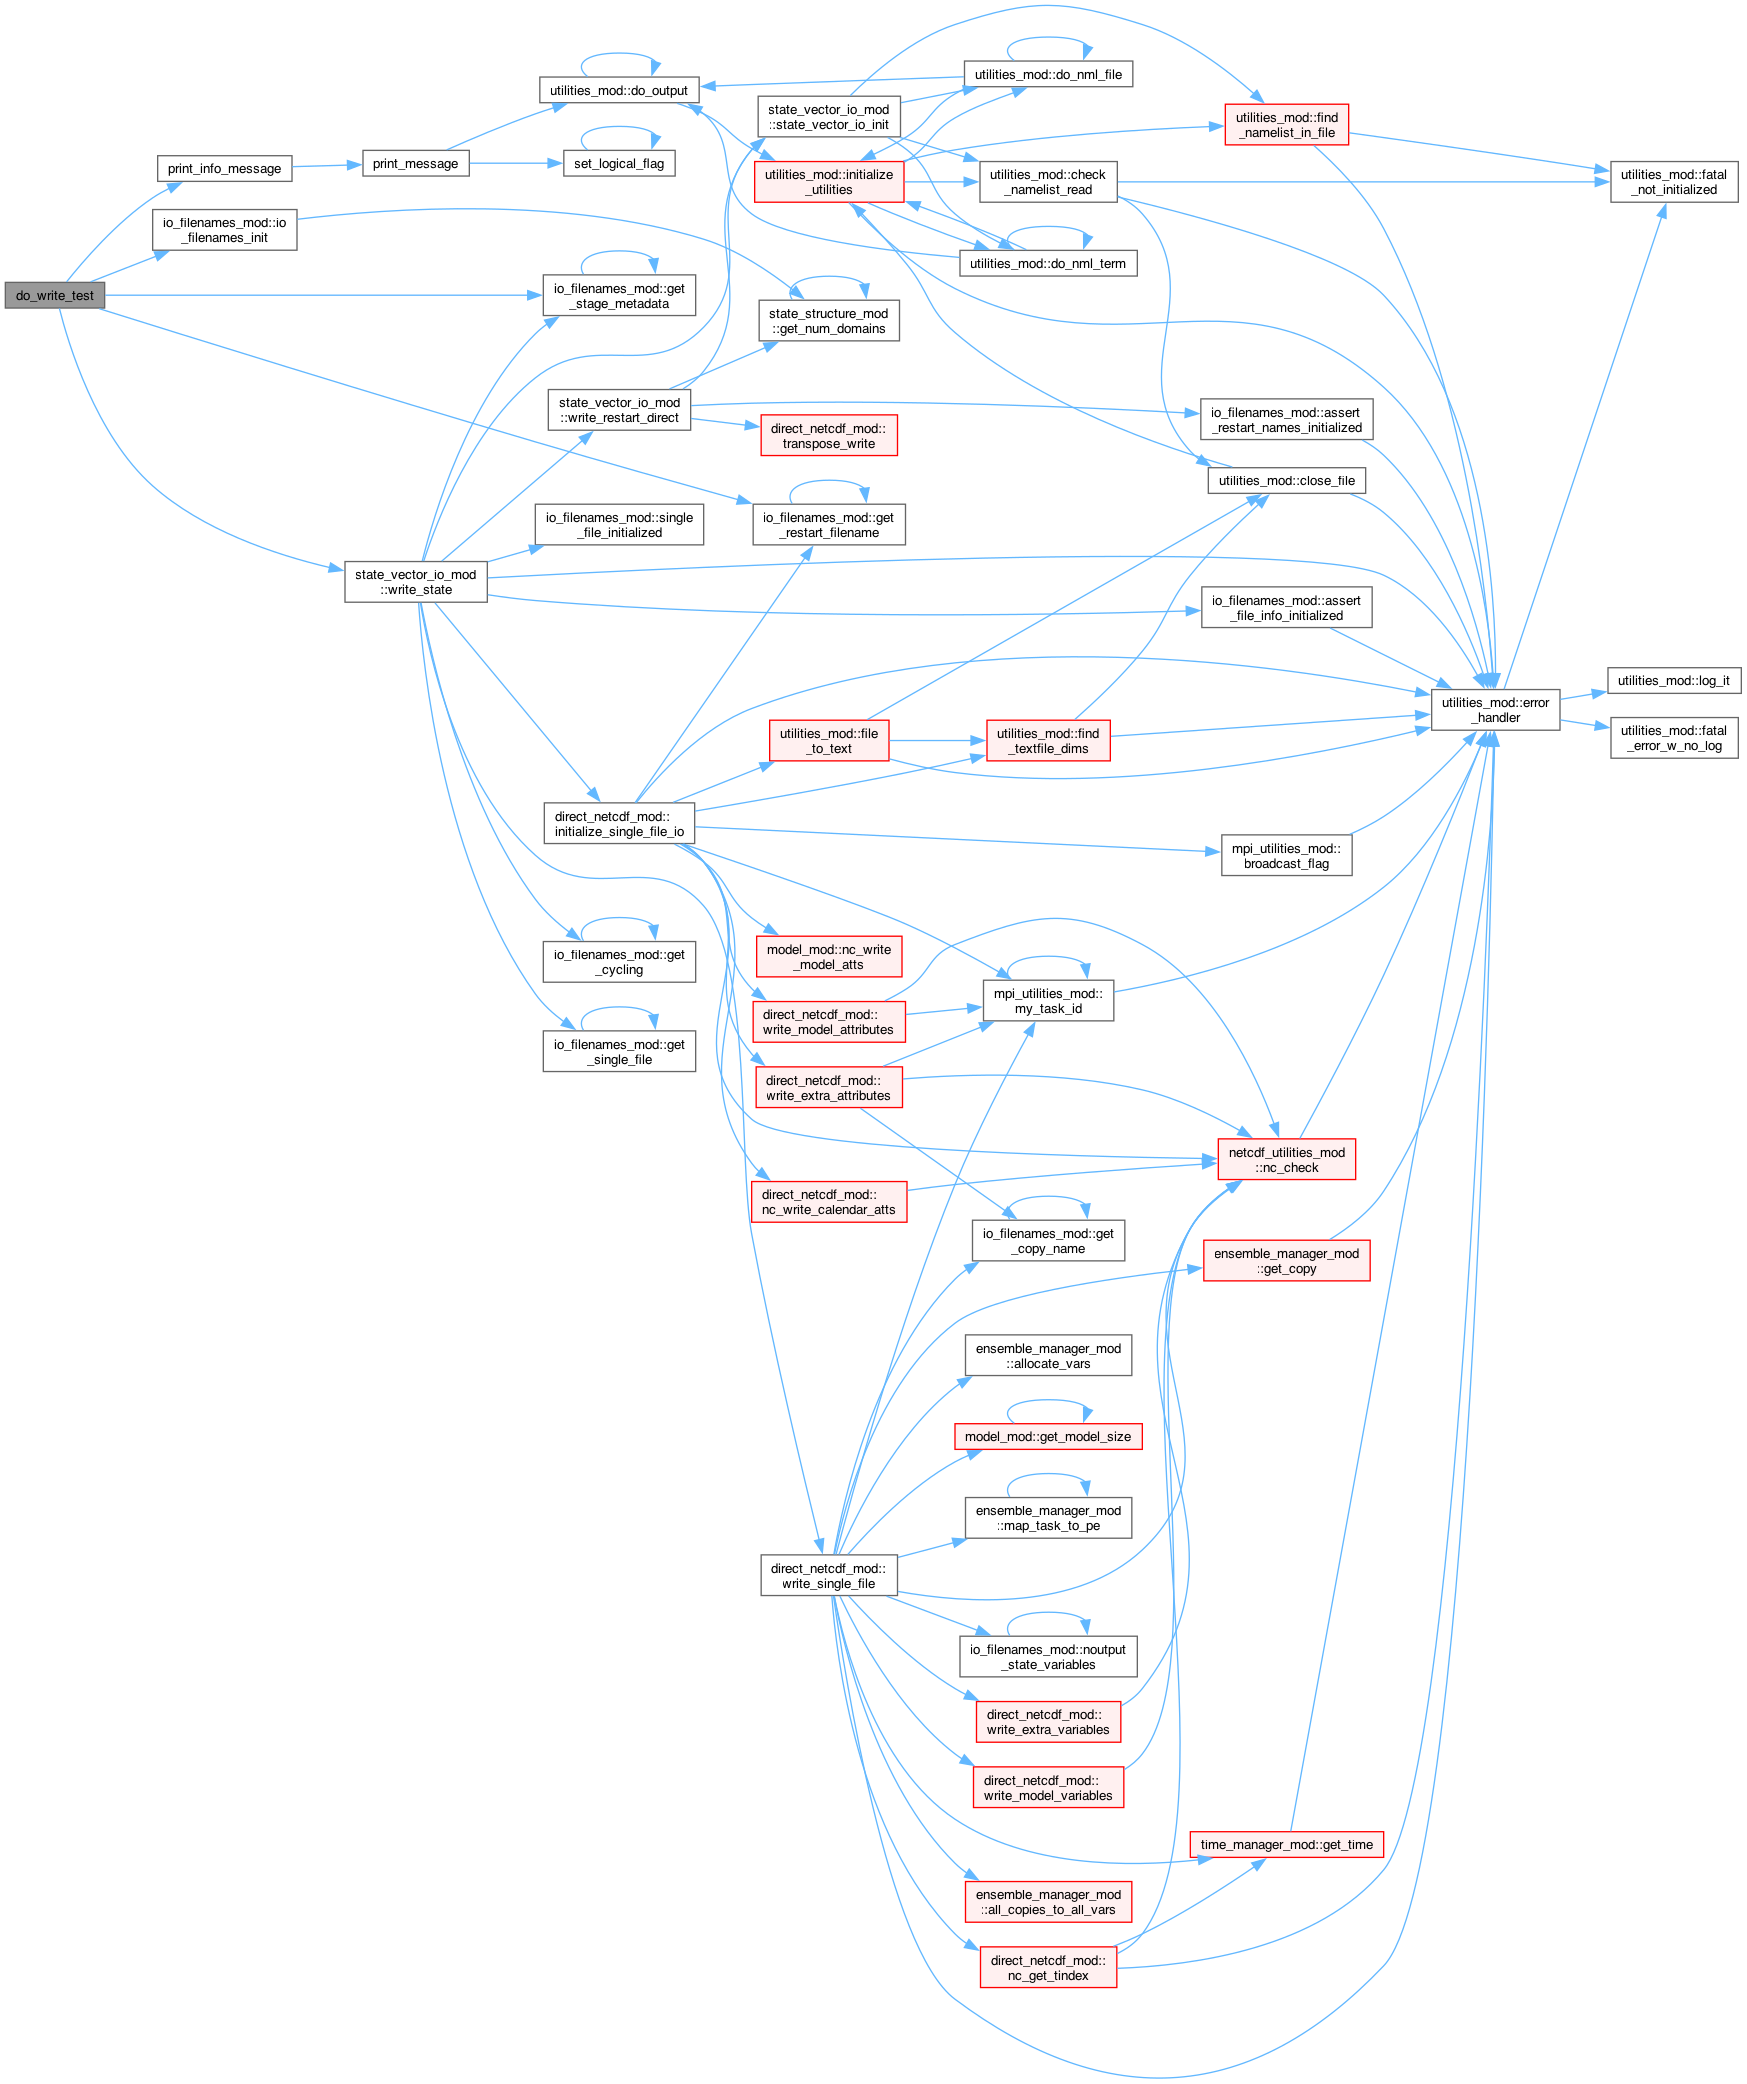 do_write_test
print_info_message
io_filenames_mod::io
_filenames_init
print_message
state_vector_io_mod
::write_state
utilities_mod::do_output
set_logical_flag
io_filenames_mod::get
_stage_metadata
state_vector_io_mod
::write_restart_direct
io_filenames_mod::single
_file_initialized
direct_netcdf_mod::
initialize_single_file_io
io_filenames_mod::get
_cycling
io_filenames_mod::get
_single_file
state_vector_io_mod
::state_vector_io_init
utilities_mod::initialize
_utilities
state_structure_mod
::get_num_domains
direct_netcdf_mod::
transpose_write
io_filenames_mod::get
_restart_filename
utilities_mod::file
_to_text
model_mod::nc_write
_model_atts
direct_netcdf_mod::
write_model_attributes
direct_netcdf_mod::
write_extra_attributes
direct_netcdf_mod::
nc_write_calendar_atts
direct_netcdf_mod::
write_single_file
utilities_mod::do_nml_file
utilities_mod::check
_namelist_read
utilities_mod::do_nml_term
utilities_mod::find
_textfile_dims
mpi_utilities_mod::
my_task_id
io_filenames_mod::get
_copy_name
ensemble_manager_mod
::allocate_vars
model_mod::get_model_size
ensemble_manager_mod
::map_task_to_pe
io_filenames_mod::noutput
_state_variables
direct_netcdf_mod::
write_extra_variables
direct_netcdf_mod::
write_model_variables
ensemble_manager_mod
::all_copies_to_all_vars
direct_netcdf_mod::
nc_get_tindex
utilities_mod::find
_namelist_in_file
io_filenames_mod::assert
_restart_names_initialized
utilities_mod::close_file
io_filenames_mod::assert
_file_info_initialized
mpi_utilities_mod::
broadcast_flag
netcdf_utilities_mod
::nc_check
ensemble_manager_mod
::get_copy
time_manager_mod::get_time
utilities_mod::error
_handler
utilities_mod::fatal
_not_initialized
utilities_mod::log_it
utilities_mod::fatal
_error_w_no_log